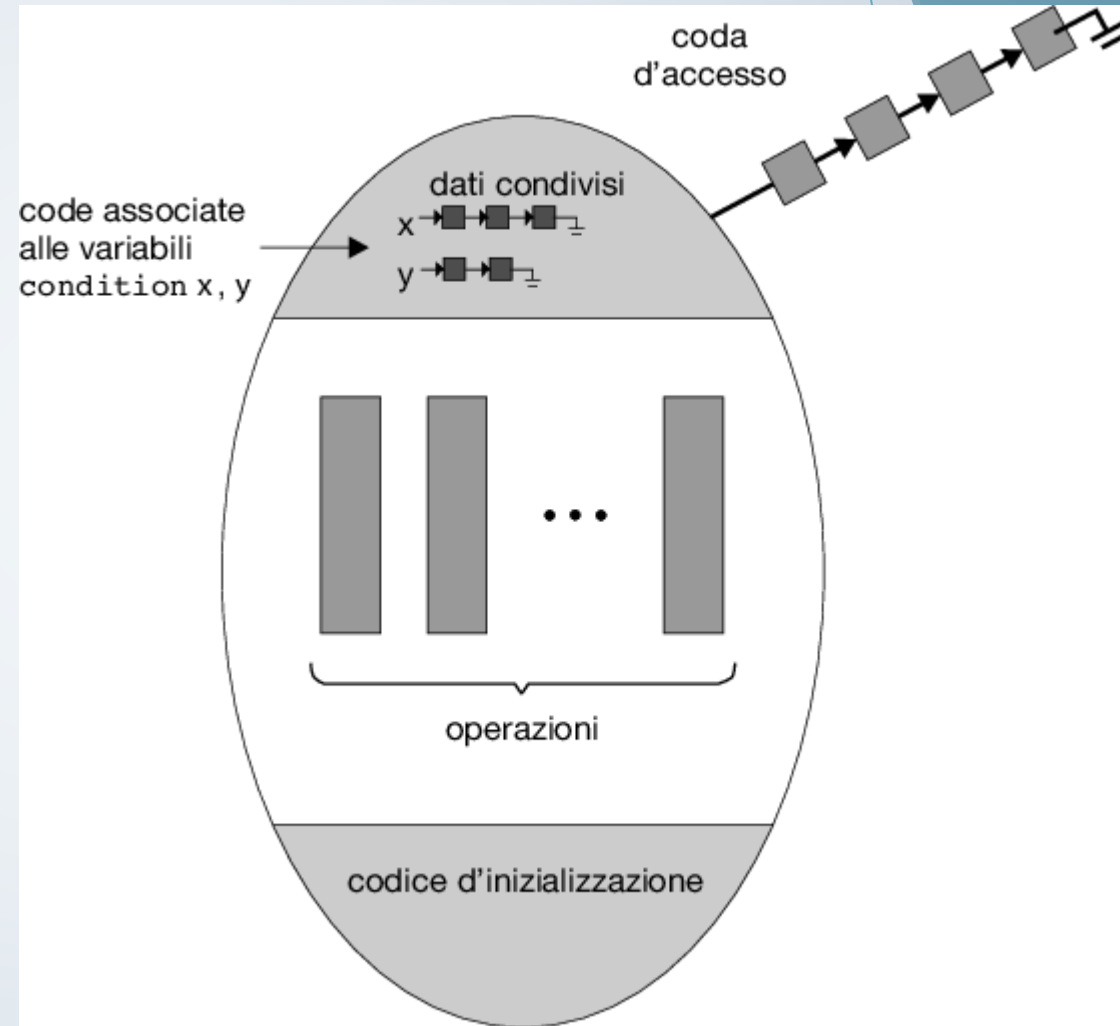 coda
d'accesso
dati condivisi
x
y
code associate
alle variabili
condition x, y
operazioni
codice d'inizializzazione